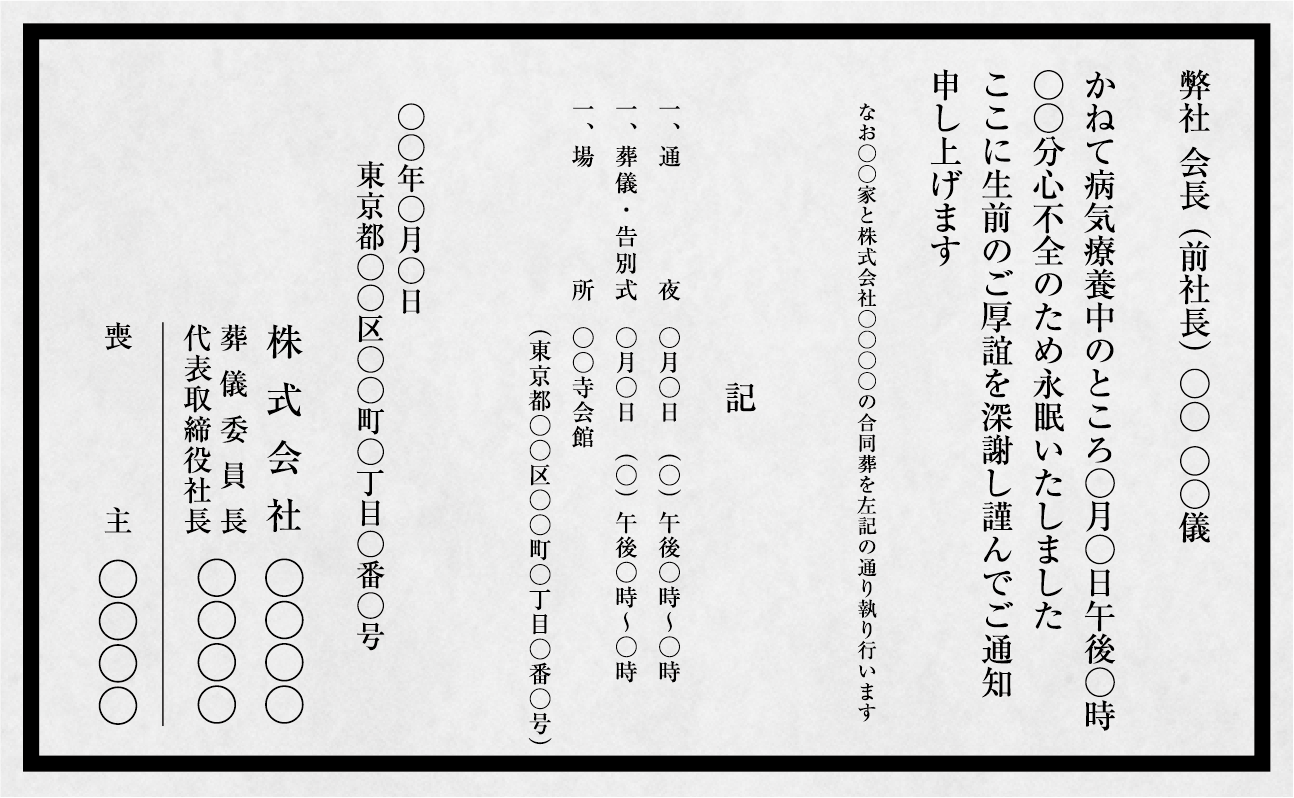 弊社 会長（前社長）〇〇 〇〇儀
かねて病気療養中のところ〇月〇日午後〇時
〇〇分心不全のため永眠いたしました
ここに生前のご厚誼を深謝し謹んでご通知
申し上げます
なお〇〇家と株式会社〇〇〇〇の合同葬を左記の通り執り行います
記
一、通夜 〇月〇日 （〇）午後〇時～〇時
一、葬儀・告別式 〇月〇日 （〇）午後〇時～〇時
一、場所 〇〇寺会館
（東京都〇〇区〇〇町〇丁目〇番〇号）
〇〇年〇月〇日
東京都〇〇区〇〇町〇丁目〇番〇号
株式会社 〇〇〇〇
葬儀委員長
代表取締役社長 〇〇〇〇
喪主 〇〇〇〇